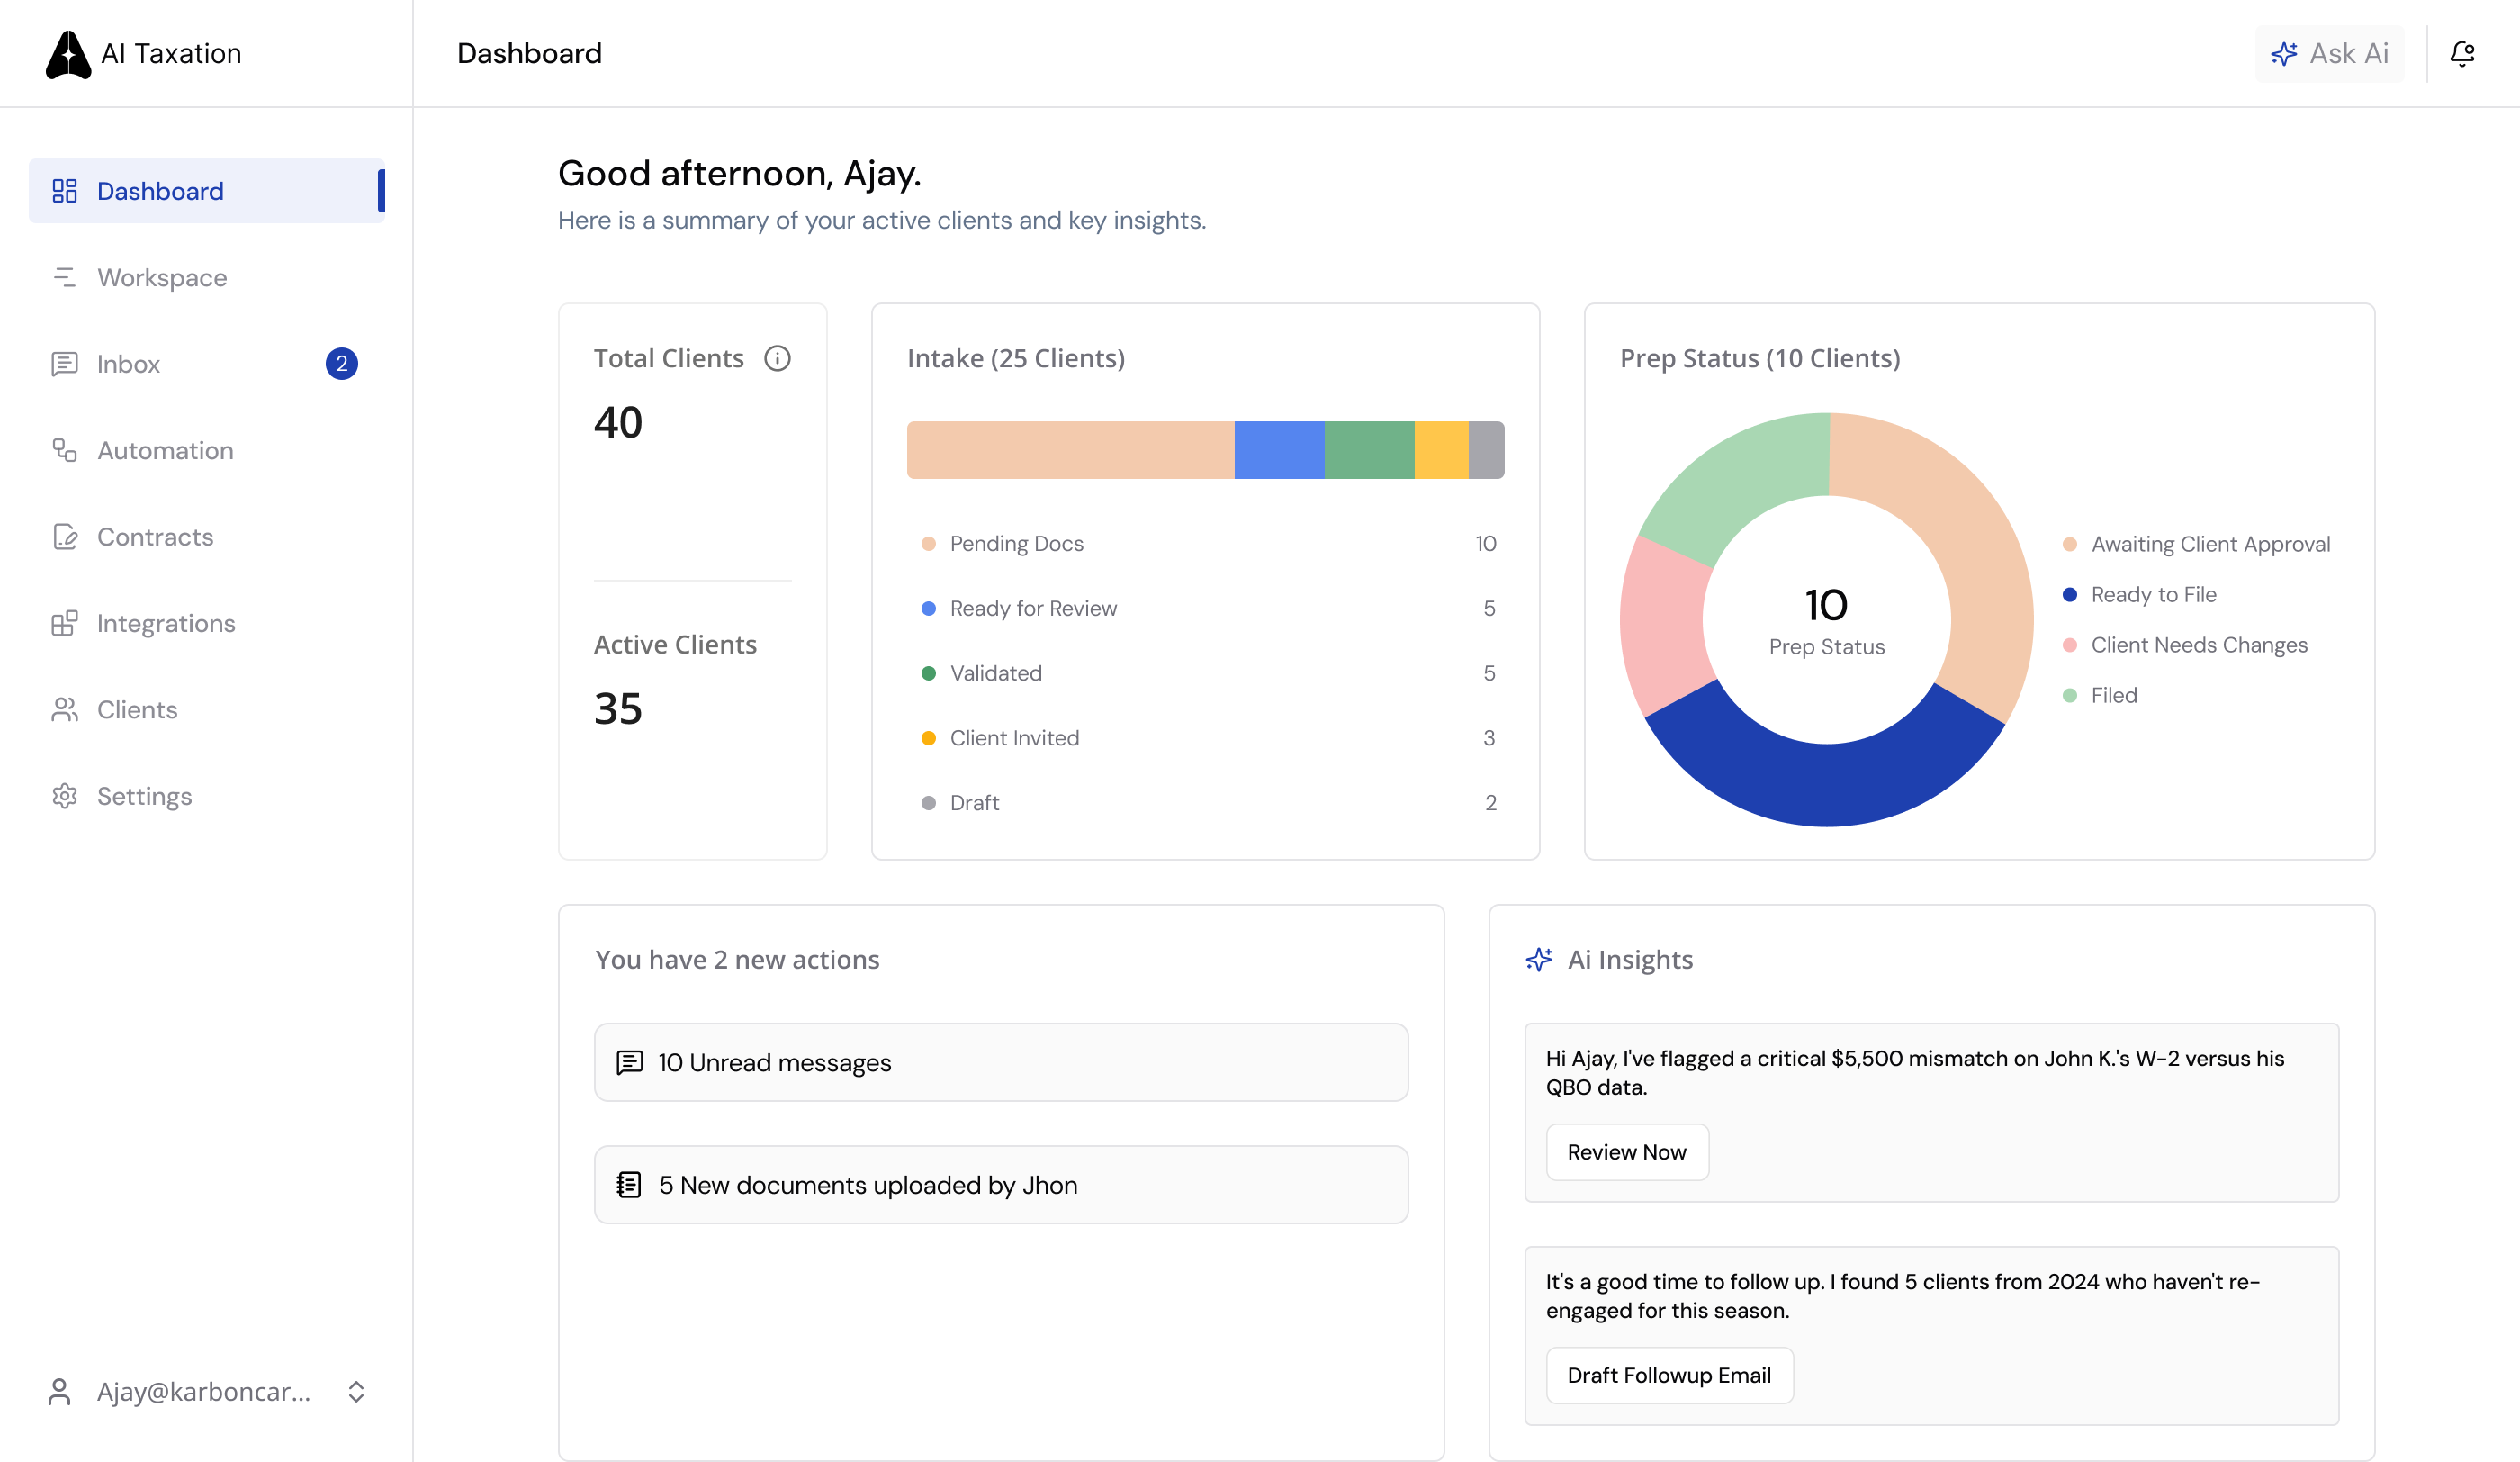 AI Taxation
Dashboard
Ask Ai
Dashboard
Workspace
Inbox
2
Automation
Contracts
Integrations
Clients
Settings
Ajay@karboncar...
Good afternoon, Ajay.
Here is a summary of your active clients and key insights.
Total Clients
40
Active Clients
35
Intake (25 Clients)
Pending Docs 10
Ready for Review 5
Validated 5
Client Invited 3
Draft 2
Prep Status (10 Clients)
10
Prep Status
Awaiting Client Approval
Ready to File
Client Needs Changes
Filed
You have 2 new actions
10 Unread messages
5 New documents uploaded by Jhon
Ai Insights
Hi Ajay, I've flagged a critical $5,500 mismatch on John K.'s W-2 versus his
QBO data.
Review Now
It's a good time to follow up. I found 5 clients from 2024 who haven't re-
engaged for this season.
Draft Followup Email